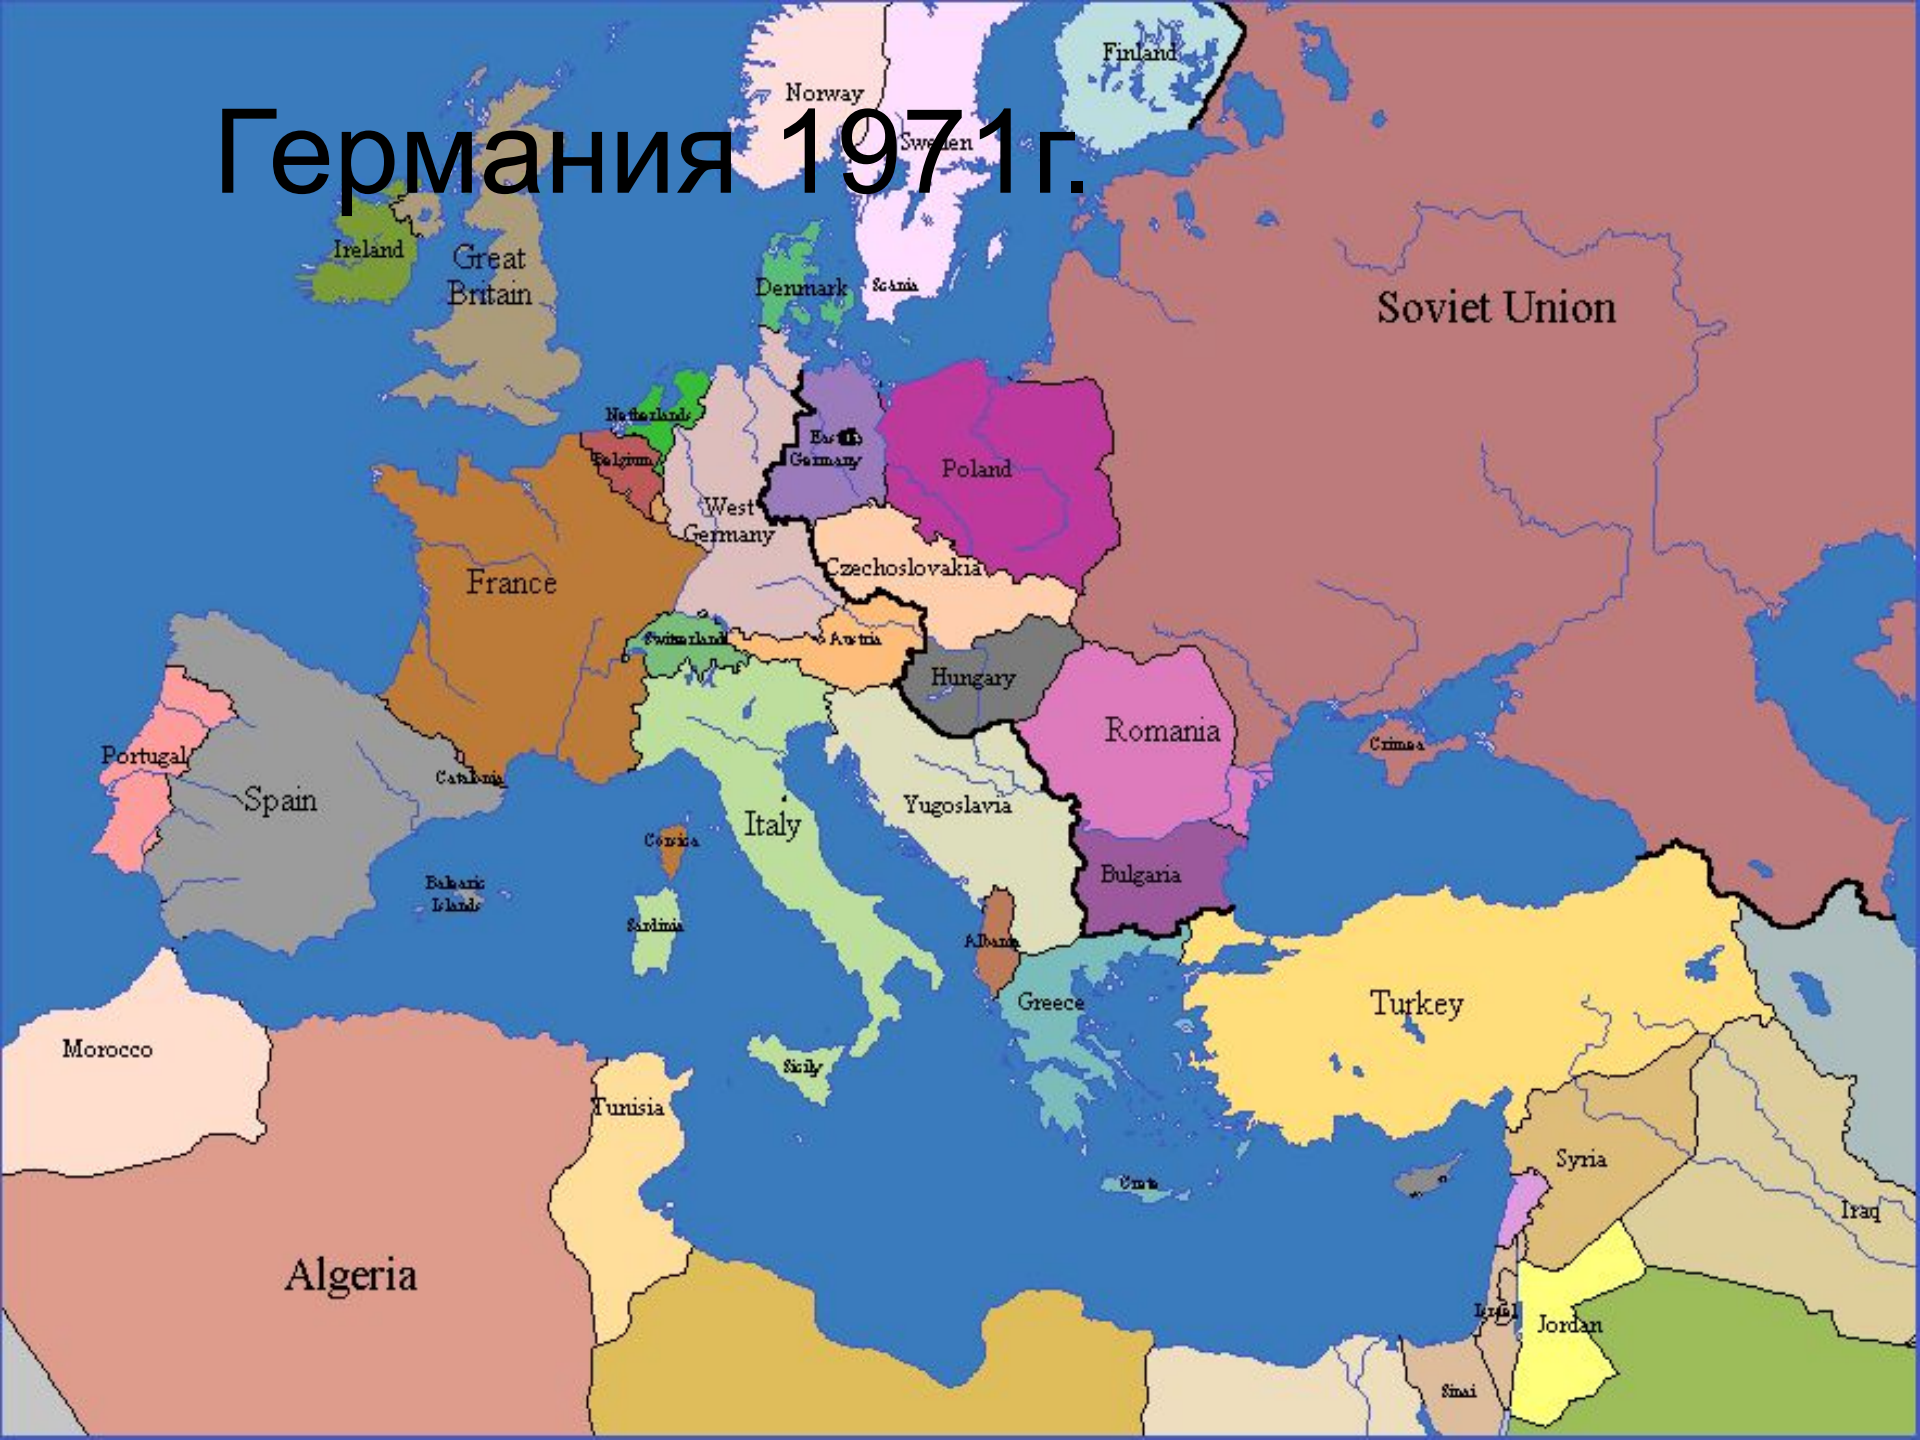 Finland
Norway
Германия 1971г.
Sweden
Ireland
Great
Britain
Denmark
Scania
Soviet Union
Netherlands
East
Germany
Belgium
Poland
West
Germany
Czechoslovakia
France
Switzerland
Austria
Hungary
Romania
Crimea
Portugal
Catalonia
Spain
Yugoslavia
Italy
Corsica
Bulgaria
Balearic
Islands
Sardinia
Albania
Greece
Turkey
Morocco
Sicily
Tunisia
Syria
Crete
Iraq
Algeria
Israel
Jordan
Sinai